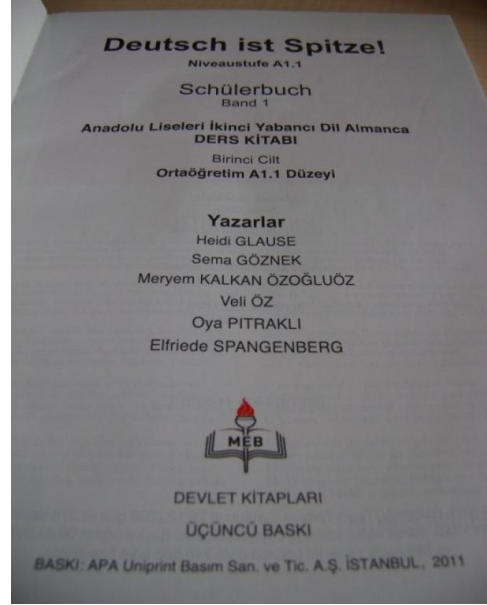 Deutsch ist Spitze!
Niveaustufe A1.1
Schülerbuch
Band 1
Anadolu Liseleri İkinci Yabancı Dil Almanca
DERS KİTABI
Birinci Cilt
Ortaöğretim A1.1 Düzeyi
Yazarlar
Heidi GLAUSE
Sema GÖZNEK
Meryem KALKAN ÖZOĞLUÖZ
Veli ÖZ
Oya PITRAKLI
Elfriede SPANGENBERG
MEB
DEVLET KİTAPLARI
ÜÇÜNCÜ BASKI
BASKI: APA Uniprint Basım San. ve Tic. A.Ş. İSTANBUL, 2011